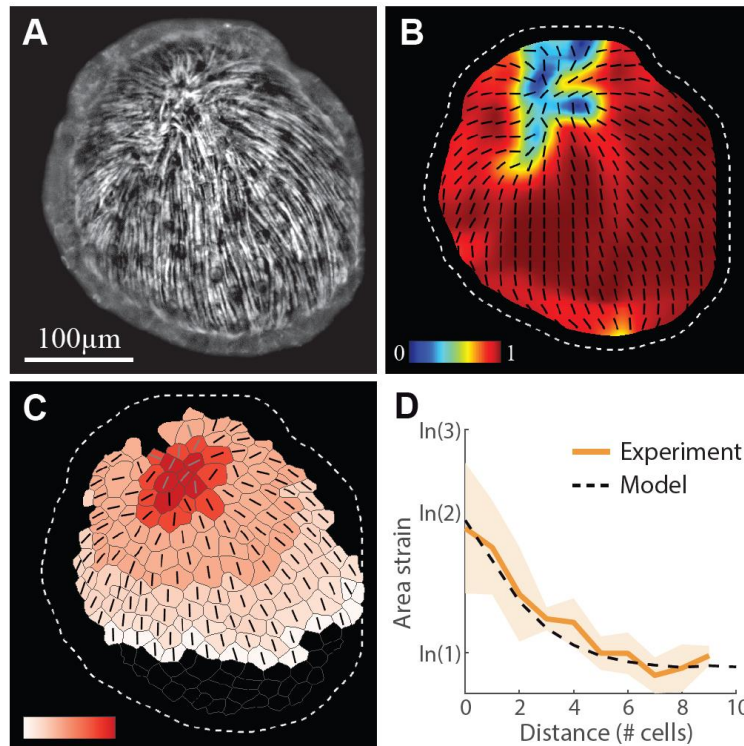 A
100µm
B
0 1
C
D
ln(3)
ln(2)
ln(1)
Area strain
Experiment
Model
0 2 4 6 8 10
Distance (# cells)